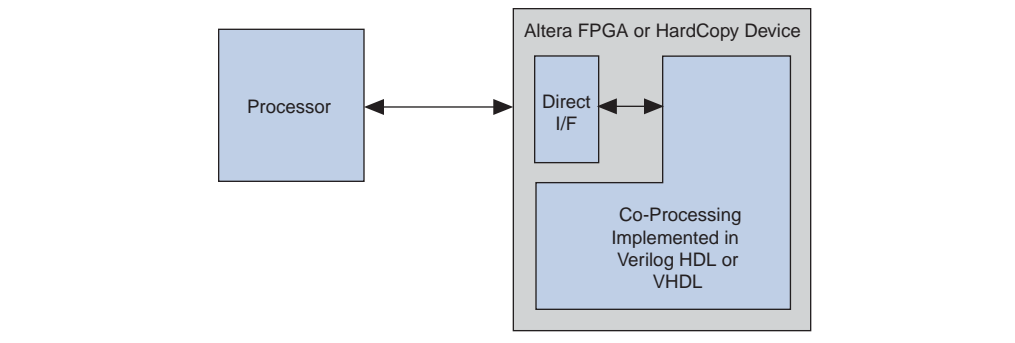 Altera FPGA or HardCopy Device
Processor
Direct
I/F
Co-Processing
Implemented in
Verilog HDL or
VHDL